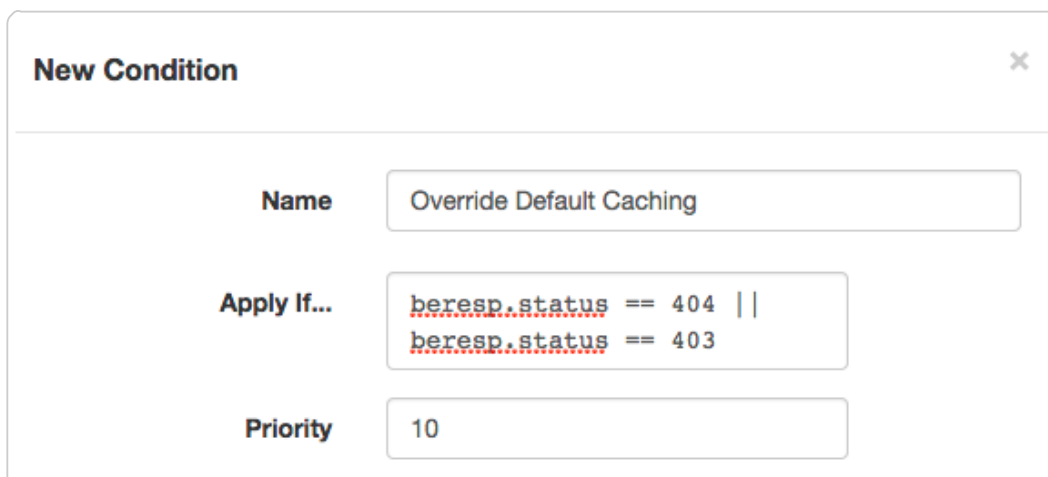 New Condition ×
Name Override Default Caching
Apply If... beresp.status == 404 ||
beresp.status == 403
Priority 10